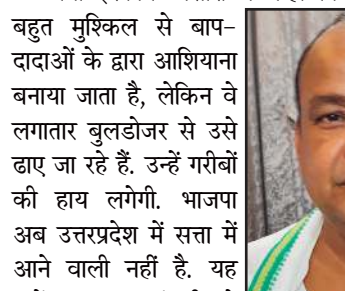 बहुत मुश्किल से बाप–
दादाओं के द्वारा आशियाना
बनाया जाता है, लेकिन वे
लगातार बुलडोजर से उसे
ढाए जा रहे हैं. उन्हें गरीबों
की हाय लगेगी. भाजपा
अब उत्तरप्रदेश में सत्ता में
आने वाली नहीं है. यह